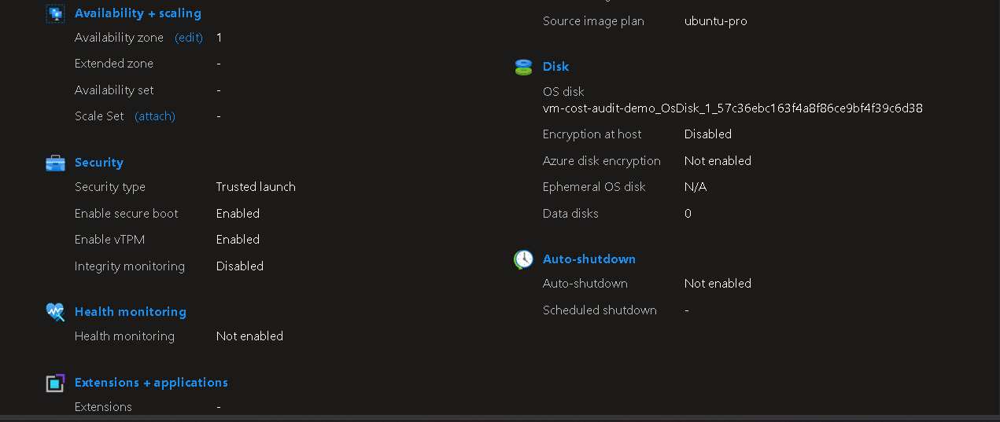 Availability + scaling
Availability zone (edit) 1
Extended zone -
Availability set -
Scale Set (attach) -
Security
Security type Trusted launch
Enable secure boot Enabled
Enable vTPM Enabled
Integrity monitoring Disabled
Health monitoring
Health monitoring Not enabled
Extensions + applications
Extensions -
Source image plan ubuntu-pro
Disk
OS disk
vm-cost-audit-demo_OsDisk_1_57c36ebc163f4a8f86ce9bf4f39c6d38
Encryption at host Disabled
Azure disk encryption Not enabled
Ephemeral OS disk N/A
Data disks 0
Auto-shutdown
Auto-shutdown Not enabled
Scheduled shutdown -